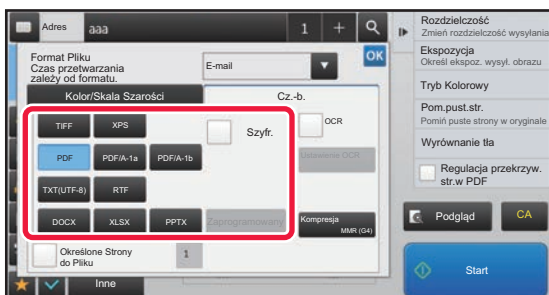 Adres
aaa
1
Format Pliku
Czas przetwarzania
zależy od formatu.
E-mail
OK
Kolor/Skala Szarości
Cz.-b.
TIFF
XPS
Szyfr.
OCR
PDF
PDF/A-1a
PDF/A-1b
Ustawienie OCR
TXT(UTF-8)
RTF
DOCX
XLSX
PPTX
Zaprogramowany
Kompresja
MMR (G4)
Określone Strony
do Pliku
1
Inne
Rozdzielczość
Zmień rozdzielczość wysyłania
Ekspozycja
Określ ekspoz. wysył. obrazu
Tryb Kolorowy
Pom.pust.str.
Pomiń puste strony w oryginale
Wyrównanie tła
Regulacja przekrzyw.
str.w PDF
Podgląd
CA
Start